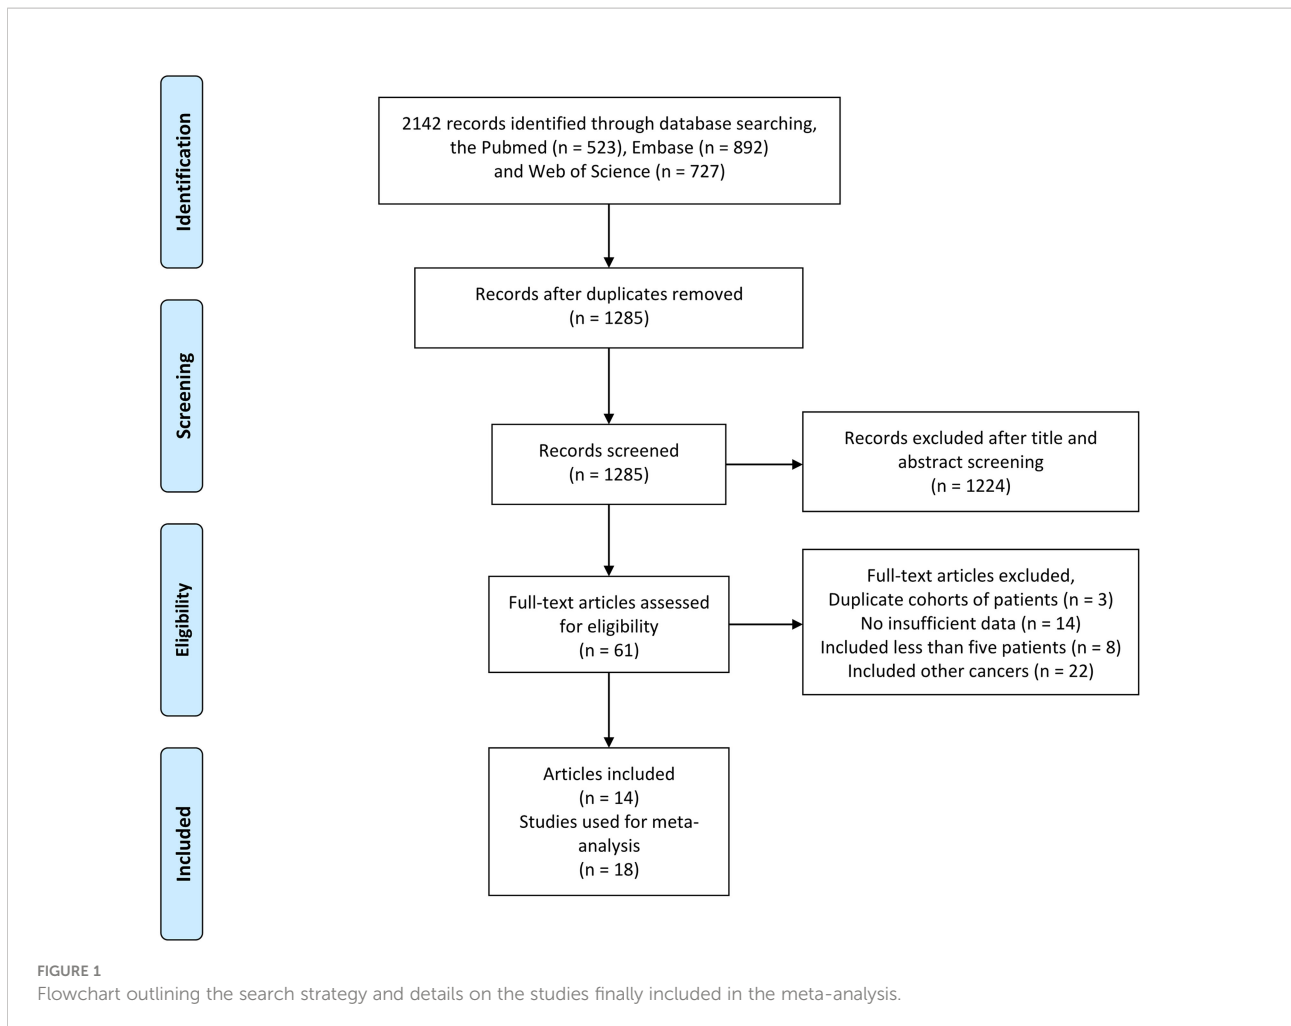 Identification
2142 records identified through database searching,
the Pubmed (n = 523), Embase (n = 892)
and Web of Science (n = 727)
Records after duplicates removed
(n = 1285)
Screening
Records screened
(n = 1285)
Records excluded after title and
abstract screening
(n = 1224)
Eligibility
Full-text articles assessed
for eligibility
(n = 61)
Full-text articles excluded,
Duplicate cohorts of patients (n = 3)
No insufficient data (n = 14)
Included less than five patients (n = 8)
Included other cancers (n = 22)
Included
Articles included
(n = 14)
Studies used for meta-
analysis
(n = 18)
FIGURE 1
Flowchart outlining the search strategy and details on the studies finally included in the meta-analysis.